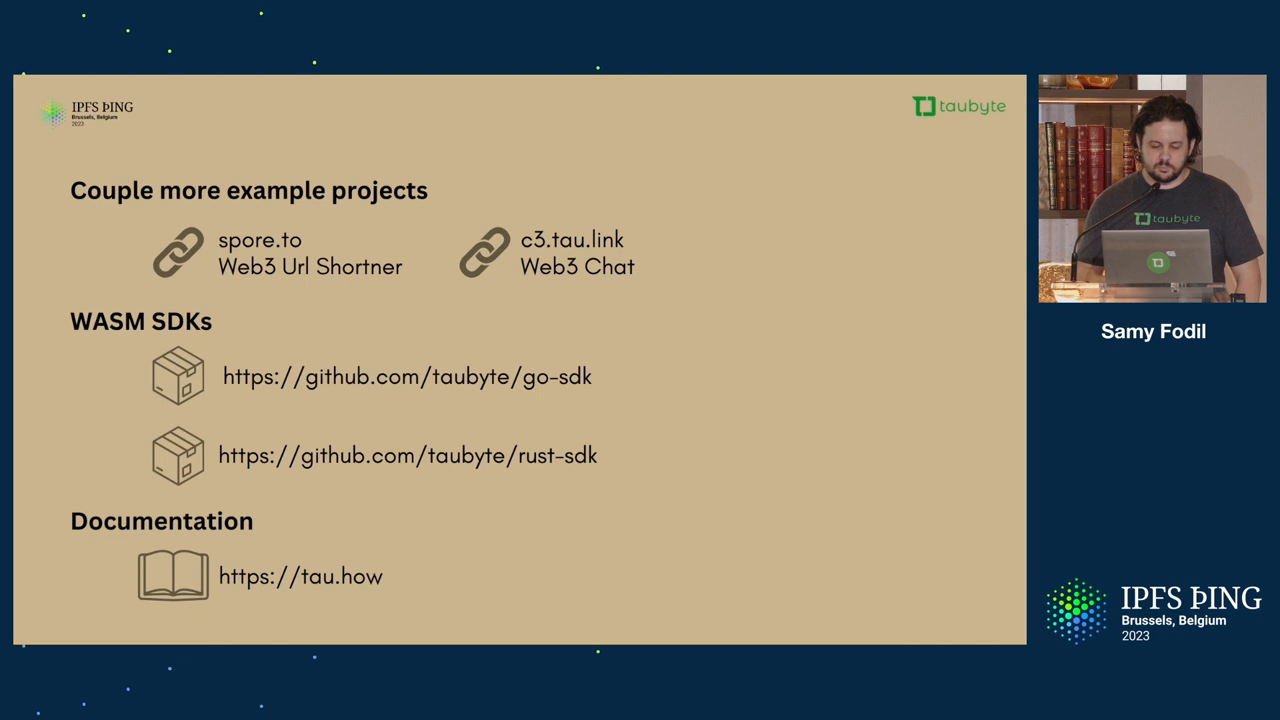 IPFS ÞING
Brussels, Belgium
2023
taubyte
Couple more example projects
spore.to
Web3 Url Shortner
c3.tau.link
Web3 Chat
WASM SDKs
https://github.com/taubyte/go-sdk
https://github.com/taubyte/rust-sdk
Documentation
https://tau.how
taubyte
Samy Fodil
IPFS ÞING
Brussels, Belgium
2023